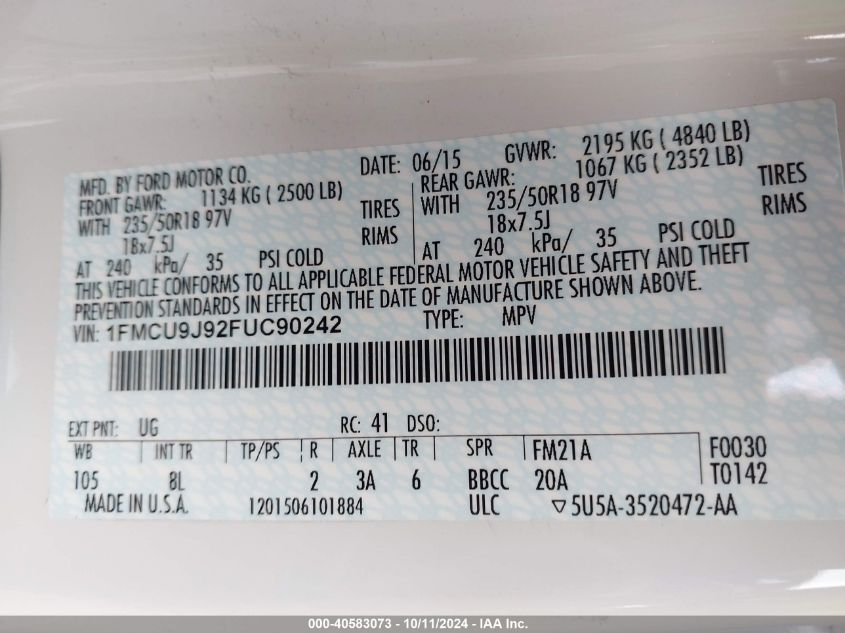 MFD. BY FORD MOTOR CO.
DATE: 06/15 GVWR: 2195 KG ( 4840 LB)
FRONT GAWR: 1134 KG ( 2500 LB) REAR GAWR: 1067 KG ( 2352 LB)
WITH 235/50R18 97V TIRES WITH 235/50R18 97V TIRES
18x7.5J RIMS 18x7.5J RIMS
AT 240 kPa/ 35 PSI COLD AT 240 kPa/ 35 PSI COLD
THIS VEHICLE CONFORMS TO ALL APPLICABLE FEDERAL MOTOR VEHICLE SAFETY AND THEFT
PREVENTION STANDARDS IN EFFECT ON THE DATE OF MANUFACTURE SHOWN ABOVE.
VIN: 1FMCU9J92FUC90242 TYPE: MPV
EXT PNT: UG RC: 41 DSO:
WB INT TR TP/PS R AXLE TR SPR FM21A F0030
105 8L 2 3A 6 BBCC 20A T0142
MADE IN U.S.A. 1201506101884 ULC ▽5U5A-3520472-AA
000-40583073 - 10/11/2024 - IAA Inc.